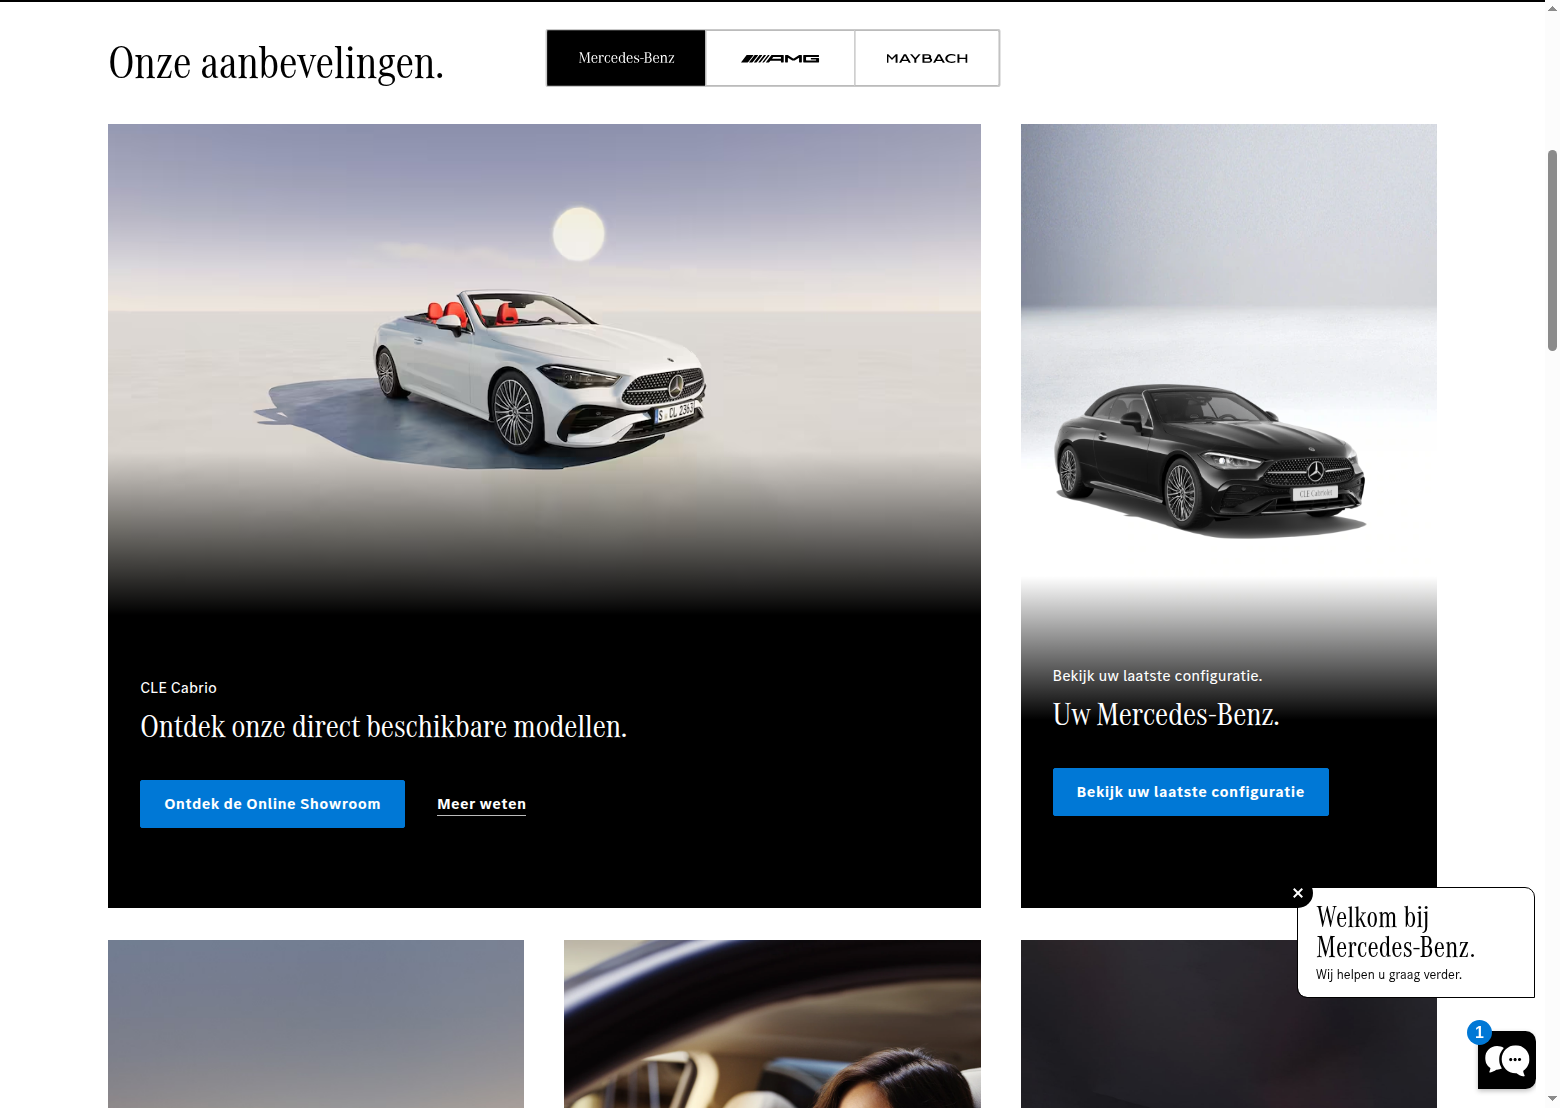 Onze aanbevelingen.
Mercedes-Benz
AMG
MAYBACH
S CL 2363
CLE Cabriolet
CLE Cabrio
Ontdek onze direct beschikbare modellen.
Ontdek de Online Showroom
Meer weten
Bekijk uw laatste configuratie.
Uw Mercedes-Benz.
Bekijk uw laatste configuratie
Welkom bij
Mercedes-Benz.
Wij helpen u graag verder.
1